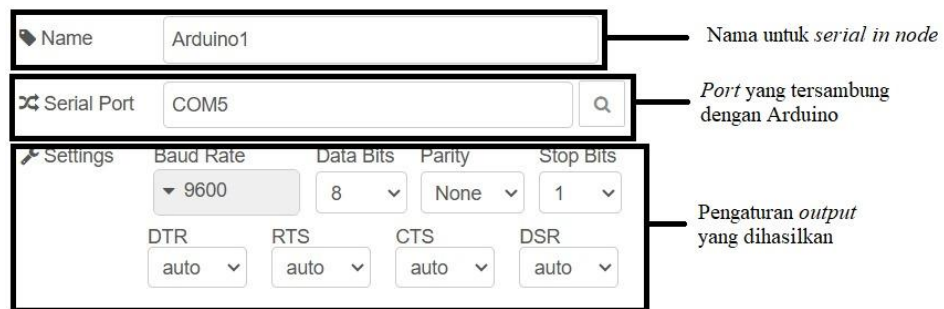 Name
Arduino1
Nama untuk serial in node
Serial Port
COM5
Port yang tersambung
dengan Arduino
Settings
Baud Rate Data Bits Parity Stop Bits
9600 8 None 1
DTR RTS CTS DSR
auto auto auto auto
Pengaturan output
yang dihasilkan